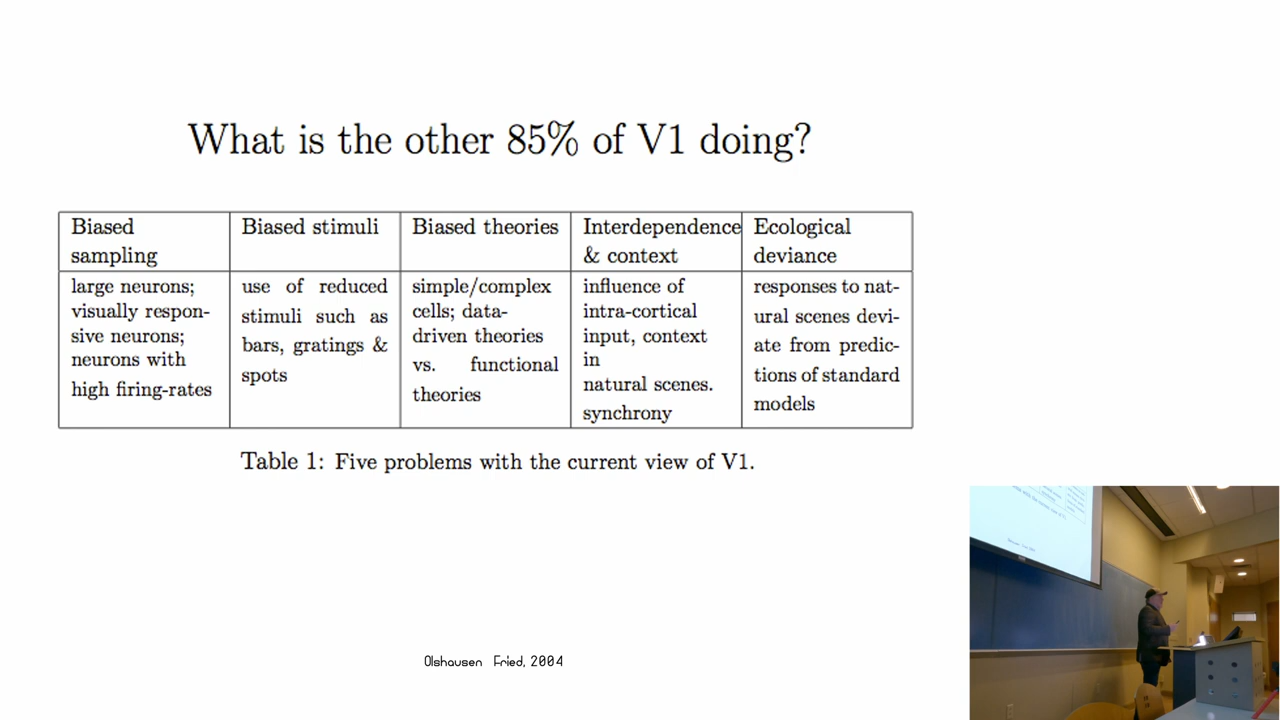 What is the other 85% of V1 doing?
Biased
sampling
Biased stimuli
Biased theories
Interdependence
& context
Ecological
deviance
large neurons;
visually respon-
sive neurons;
neurons with
high firing-rates
use of reduced
stimuli such as
bars, gratings &
spots
simple/complex
cells; data-
driven theories
vs. functional
theories
influence of
intra-cortical
input, context
in
natural scenes.
synchrony
responses to nat-
ural scenes devi-
ate from predic-
tions of standard
models
Table 1: Five problems with the current view of V1.
Olshausen Fried, 2004